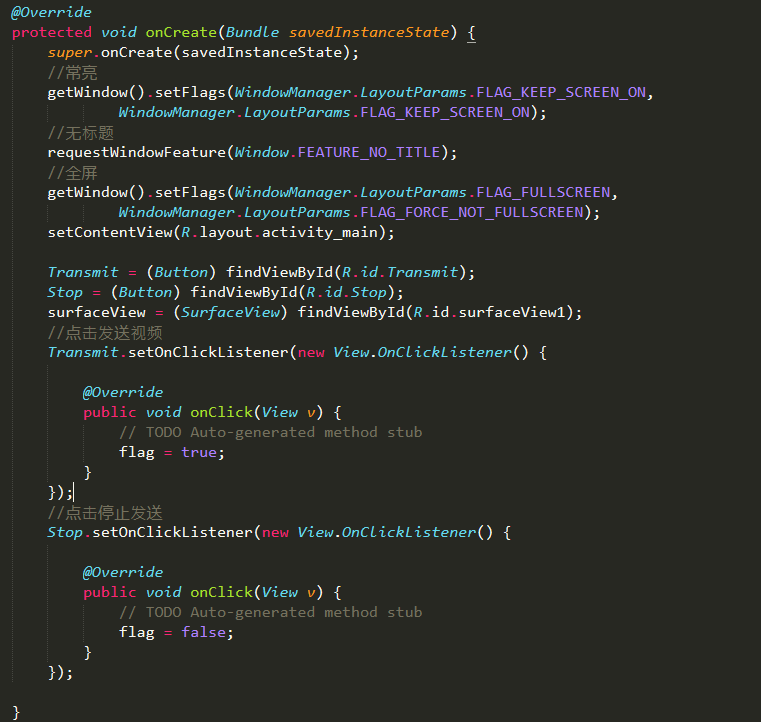 @Override
protected void onCreate(Bundle savedInstanceState) {
super.onCreate(savedInstanceState);
//常亮
getWindow().setFlags(WindowManager.LayoutParams.FLAG_KEEP_SCREEN_ON,
WindowManager.LayoutParams.FLAG_KEEP_SCREEN_ON);
//无标题
requestWindowFeature(Window.FEATURE_NO_TITLE);
//全屏
getWindow().setFlags(WindowManager.LayoutParams.FLAG_FULLSCREEN,
WindowManager.LayoutParams.FLAG_FORCE_NOT_FULLSCREEN);
setContentView(R.layout.activity_main);
Transmit = (Button) findViewById(R.id.Transmit);
Stop = (Button) findViewById(R.id.Stop);
surfaceView = (SurfaceView) findViewById(R.id.surfaceView1);
//点击发送视频
Transmit.setOnClickListener(new View.OnClickListener() {
@Override
public void onClick(View v) {
// TODO Auto-generated method stub
flag = true;
}
});
//点击停止发送
Stop.setOnClickListener(new View.OnClickListener() {
@Override
public void onClick(View v) {
// TODO Auto-generated method stub
flag = false;
}
});
}